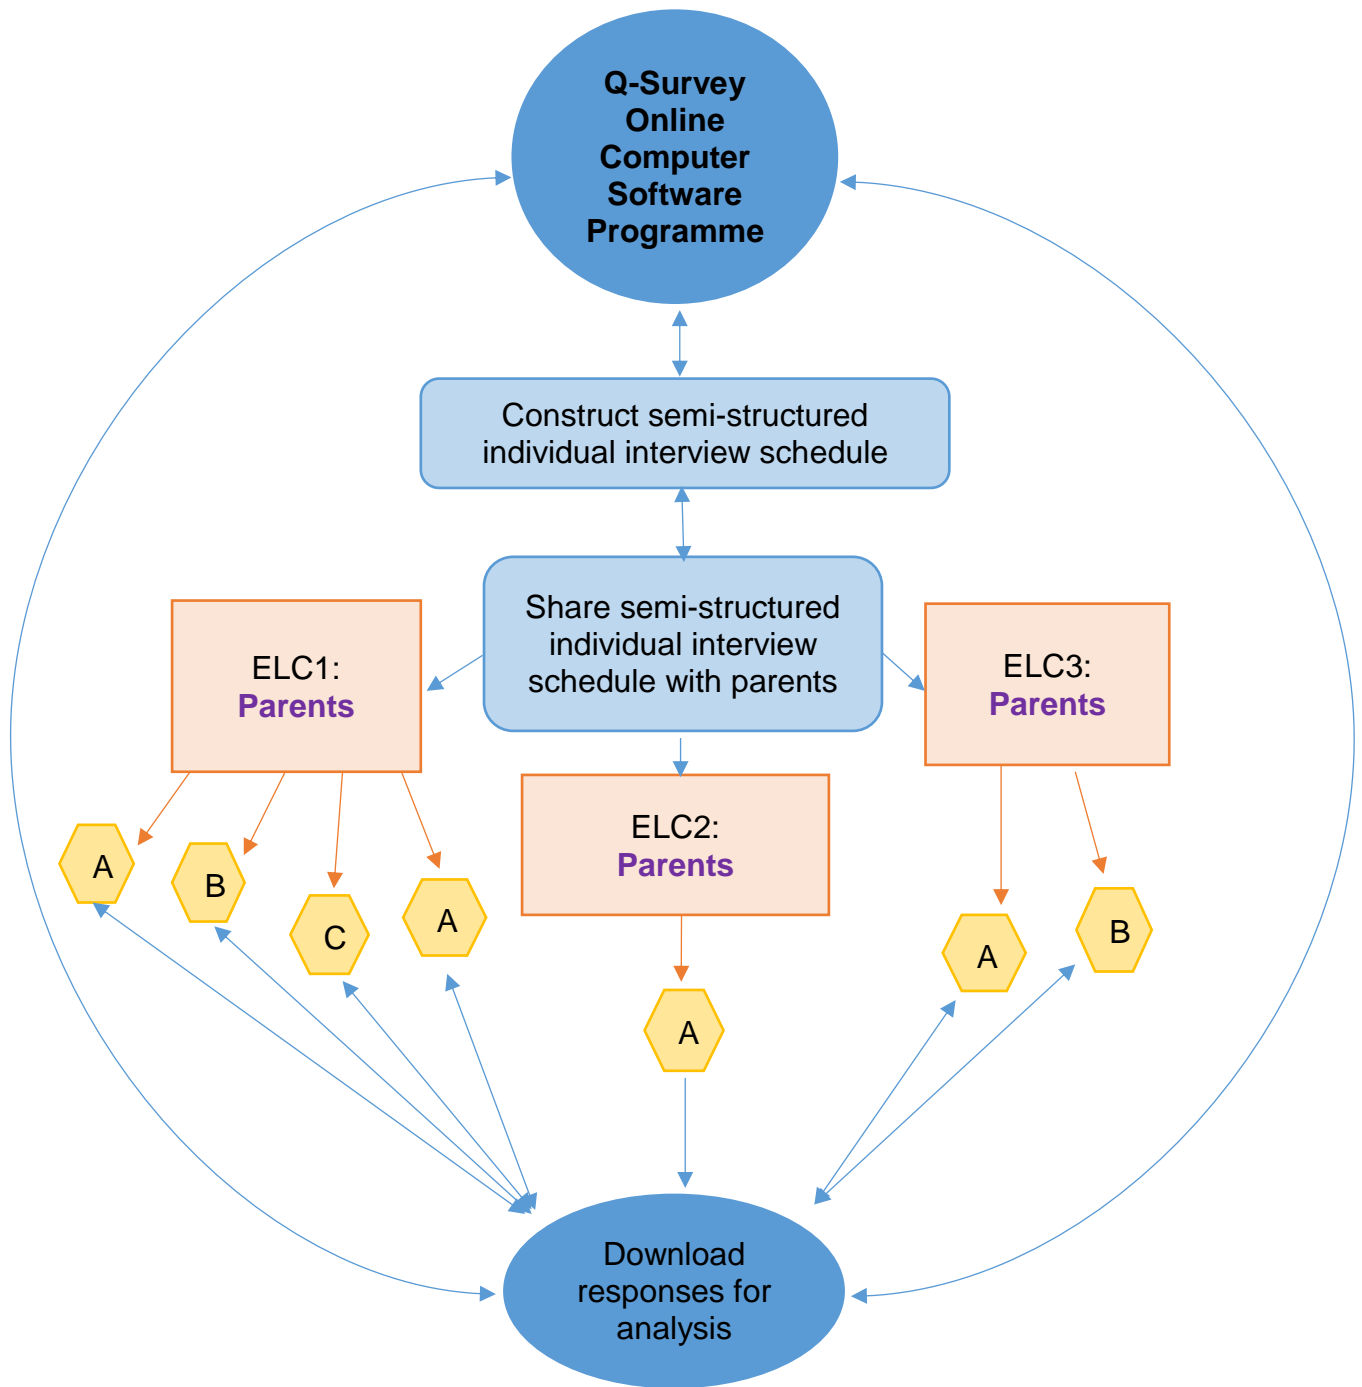 Q-Survey
Online
Computer
Software
Programme
Construct semi-structured
individual interview schedule
Share semi-structured
individual interview
schedule with parents
ELC1:
Parents
ELC3:
Parents
ELC2:
Parents
A
B
C
A
A
B
A
Download
responses for
analysis